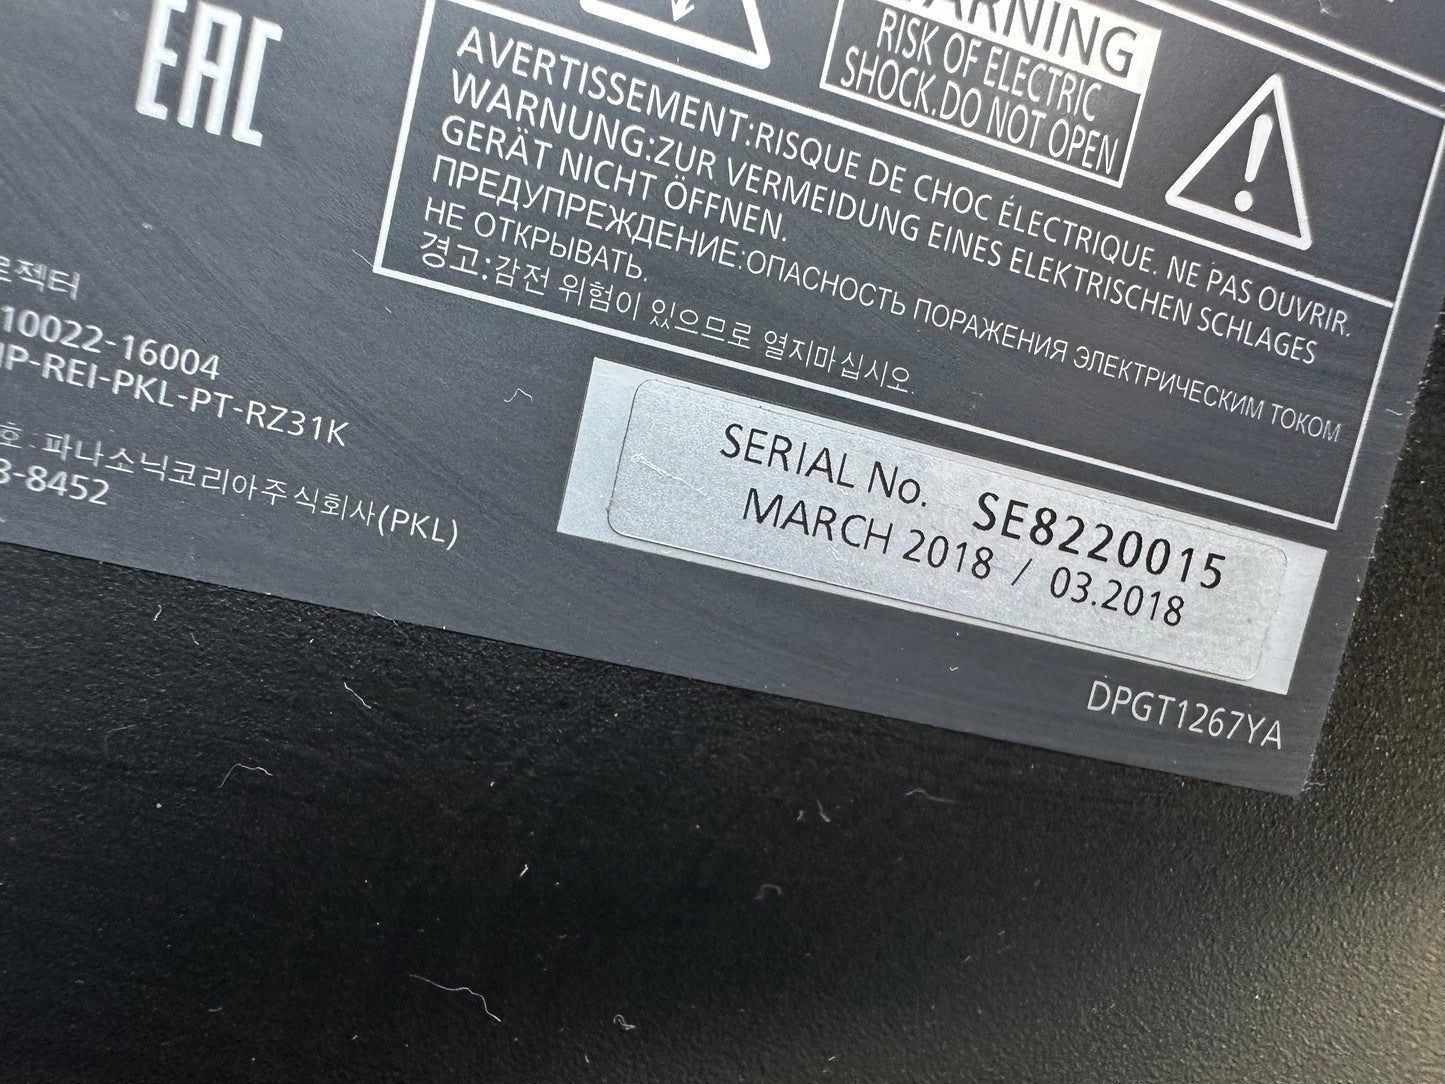 EAC
WARNING
RISK OF ELECTRIC
SHOCK.DO NOT OPEN
AVERTISSEMENT:RISQUE DE CHOC ÉLECTRIQUE. NE PAS OUVRIR.
WARNUNG:ZUR VERMEIDUNG EINES ELEKTRISCHEN SCHLAGES
GERÄT NICHT ÖFFNEN.
ПРЕДУПРЕЖДЕНИЕ:ОПАСНОСТЬ ПОРАЖЕНИЯ ЭЛЕКТРИЧЕСКИМ ТОКОМ
НЕ ОТКРЫВАТЬ.
경고:감전 위험이 있으므로 열지마십시오.
로젝터
10022-16004
IP-REI-PKL-PT-RZ31K
호 : 파나소닉코리아주식회사(PKL)
8-8452
SERIAL No. SE8220015
MARCH 2018 / 03.2018
DPGT1267YA